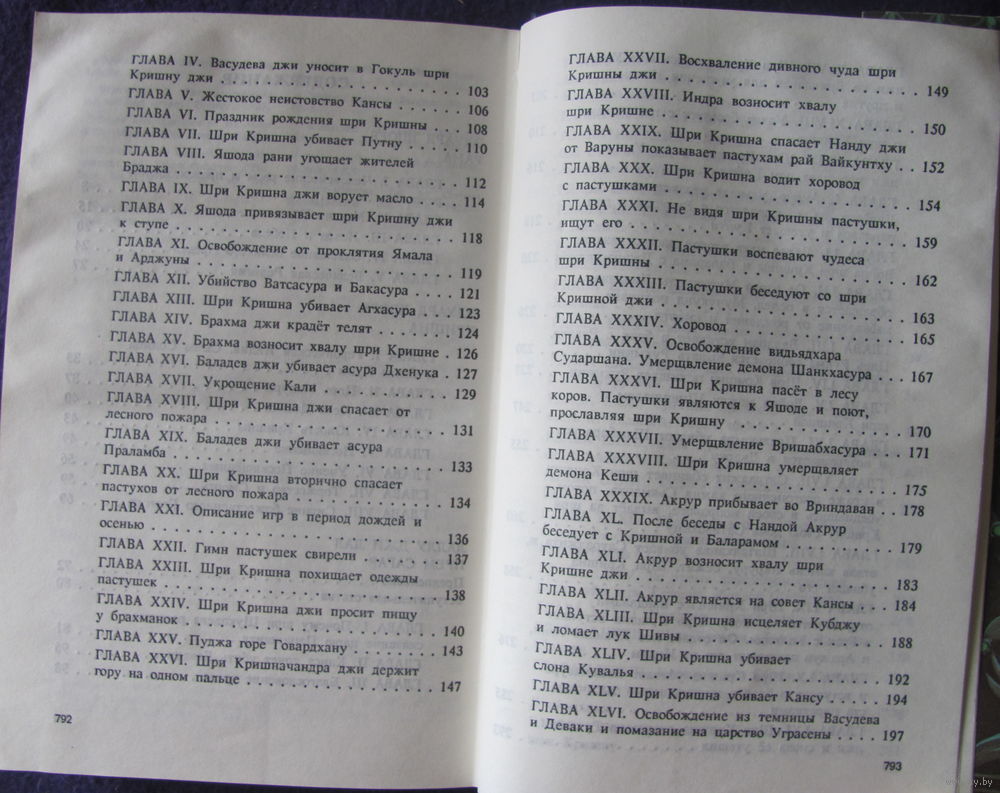 ГЛАВА IV. Васудева джи уносит в Гокуль шри
Кришну джи . . . . . . . . . . . . . . . . . . . 103
ГЛАВА V. Жестокое неистовство Кансы . . . . . 106
ГЛАВА VI. Праздник рождения шри Кришны . . 108
ГЛАВА VII. Шри Кришна убивает Путну . . . . 110
ГЛАВА VIII. Яшода рани угощает жителей
Браджа . . . . . . . . . . . . . . . . . . . . . 112
ГЛАВА IX. Шри Кришна джи ворует масло . . . 114
ГЛАВА X. Яшода привязывает шри Кришну джи
к ступе . . . . . . . . . . . . . . . . . . . . . 118
ГЛАВА XI. Освобождение от проклятия Ямала
и Арджуны . . . . . . . . . . . . . . . . . . . 119
ГЛАВА XII. Убийство Ватсасура и Бакасура . . . 121
ГЛАВА XIII. Шри Кришна убивает Агхасура . . 123
ГЛАВА XIV. Брахма джи крадёт телят . . . . . 124
ГЛАВА XV. Брахма возносит хвалу шри Кришне . 126
ГЛАВА XVI. Баладев джи убивает асура Дхенука . 127
ГЛАВА XVII. Укрощение Кали . . . . . . . . . 129
ГЛАВА XVIII. Шри Кришна джи спасает от
лесного пожара . . . . . . . . . . . . . . . . . 131
ГЛАВА XIX. Баладев джи убивает асура
Праламба . . . . . . . . . . . . . . . . . . . . 133
ГЛАВА XX. Шри Кришна вторично спасает
пастухов от лесного пожара . . . . . . . . . . . 134
ГЛАВА XXI. Описание игр в период дождей и
осенью . . . . . . . . . . . . . . . . . . . . . 136
ГЛАВА XXII. Гимн пастушек свирели . . . . . . 137
ГЛАВА XXIII. Шри Кришна похищает одежды
пастушек . . . . . . . . . . . . . . . . . . . . 138
ГЛАВА XXIV. Шри Кришна джи просит пищу
у брахманок . . . . . . . . . . . . . . . . . . . 140
ГЛАВА XXV. Пуджа горе Говардхану . . . . . . 143
ГЛАВА XXVI. Шри Кришначандра джи держит
гору на одном пальце . . . . . . . . . . . . . . 147
792
ГЛАВА XXVII. Восхваление дивного чуда шри
Кришны джи . . . . . . . . . . . . . . . . . . . 149
ГЛАВА XXVIII. Индра возносит хвалу
шри Кришне . . . . . . . . . . . . . . . . . . . 150
ГЛАВА XXIX. Шри Кришна спасает Нанду джи
от Варуны показывает пастухам рай Вайкунтху . . 152
ГЛАВА XXX. Шри Кришна водит хоровод
с пастушками . . . . . . . . . . . . . . . . . . 154
ГЛАВА XXXI. Не видя шри Кришны пастушки,
ищут его . . . . . . . . . . . . . . . . . . . . 159
ГЛАВА XXXII. Пастушки воспевают чудеса
шри Кришны . . . . . . . . . . . . . . . . . . . 162
ГЛАВА XXXIII. Пастушки беседуют со шри
Кришной джи . . . . . . . . . . . . . . . . . . 163
ГЛАВА XXXIV. Хоровод . . . . . . . . . . . . 165
ГЛАВА XXXV. Освобождение видьядхара
Сударшана. Умерщвление демона Шанкхасура . . . 167
ГЛАВА XXXVI. Шри Кришна пасёт в лесу
коров. Пастушки являются к Яшоде и поют,
прославляя шри Кришну . . . . . . . . . . . . . 170
ГЛАВА XXXVII. Умерщвление Вришабхасура . . . 171
ГЛАВА XXXVIII. Шри Кришна умерщвляет
демона Кеши . . . . . . . . . . . . . . . . . . 175
ГЛАВА XXXIX. Акрур прибывает во Вриндаван . . 178
ГЛАВА XL. После беседы с Нандой Акрур
беседует с Кришной и Баларамом . . . . . . . . 179
ГЛАВА XLI. Акрур возносит хвалу шри
Кришне джи . . . . . . . . . . . . . . . . . . . 183
ГЛАВА XLII. Акрур является на совет Кансы . . . 184
ГЛАВА XLIII. Шри Кришна исцеляет Кубджу
и ломает лук Шивы . . . . . . . . . . . . . . . 188
ГЛАВА XLIV. Шри Кришна убивает
слона Кувалья . . . . . . . . . . . . . . . . . . 192
ГЛАВА XLV. Шри Кришна убивает Кансу . . . . 194
ГЛАВА XLVI. Освобождение из темницы Васудева
и Деваки и помазание на царство Уграсены . . . . 197
793